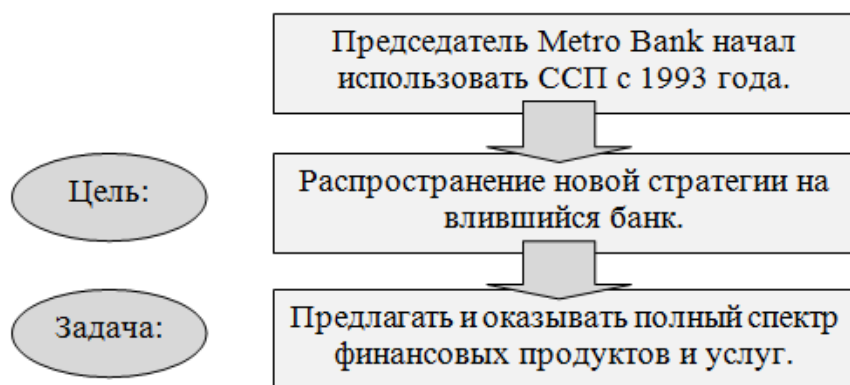 Председатель Metro Bank начал
использовать ССП с 1993 года.
Цель:
Распространение новой стратегии на
влившийся банк.
Задача:
Предлагать и оказывать полный спектр
финансовых продуктов и услуг.